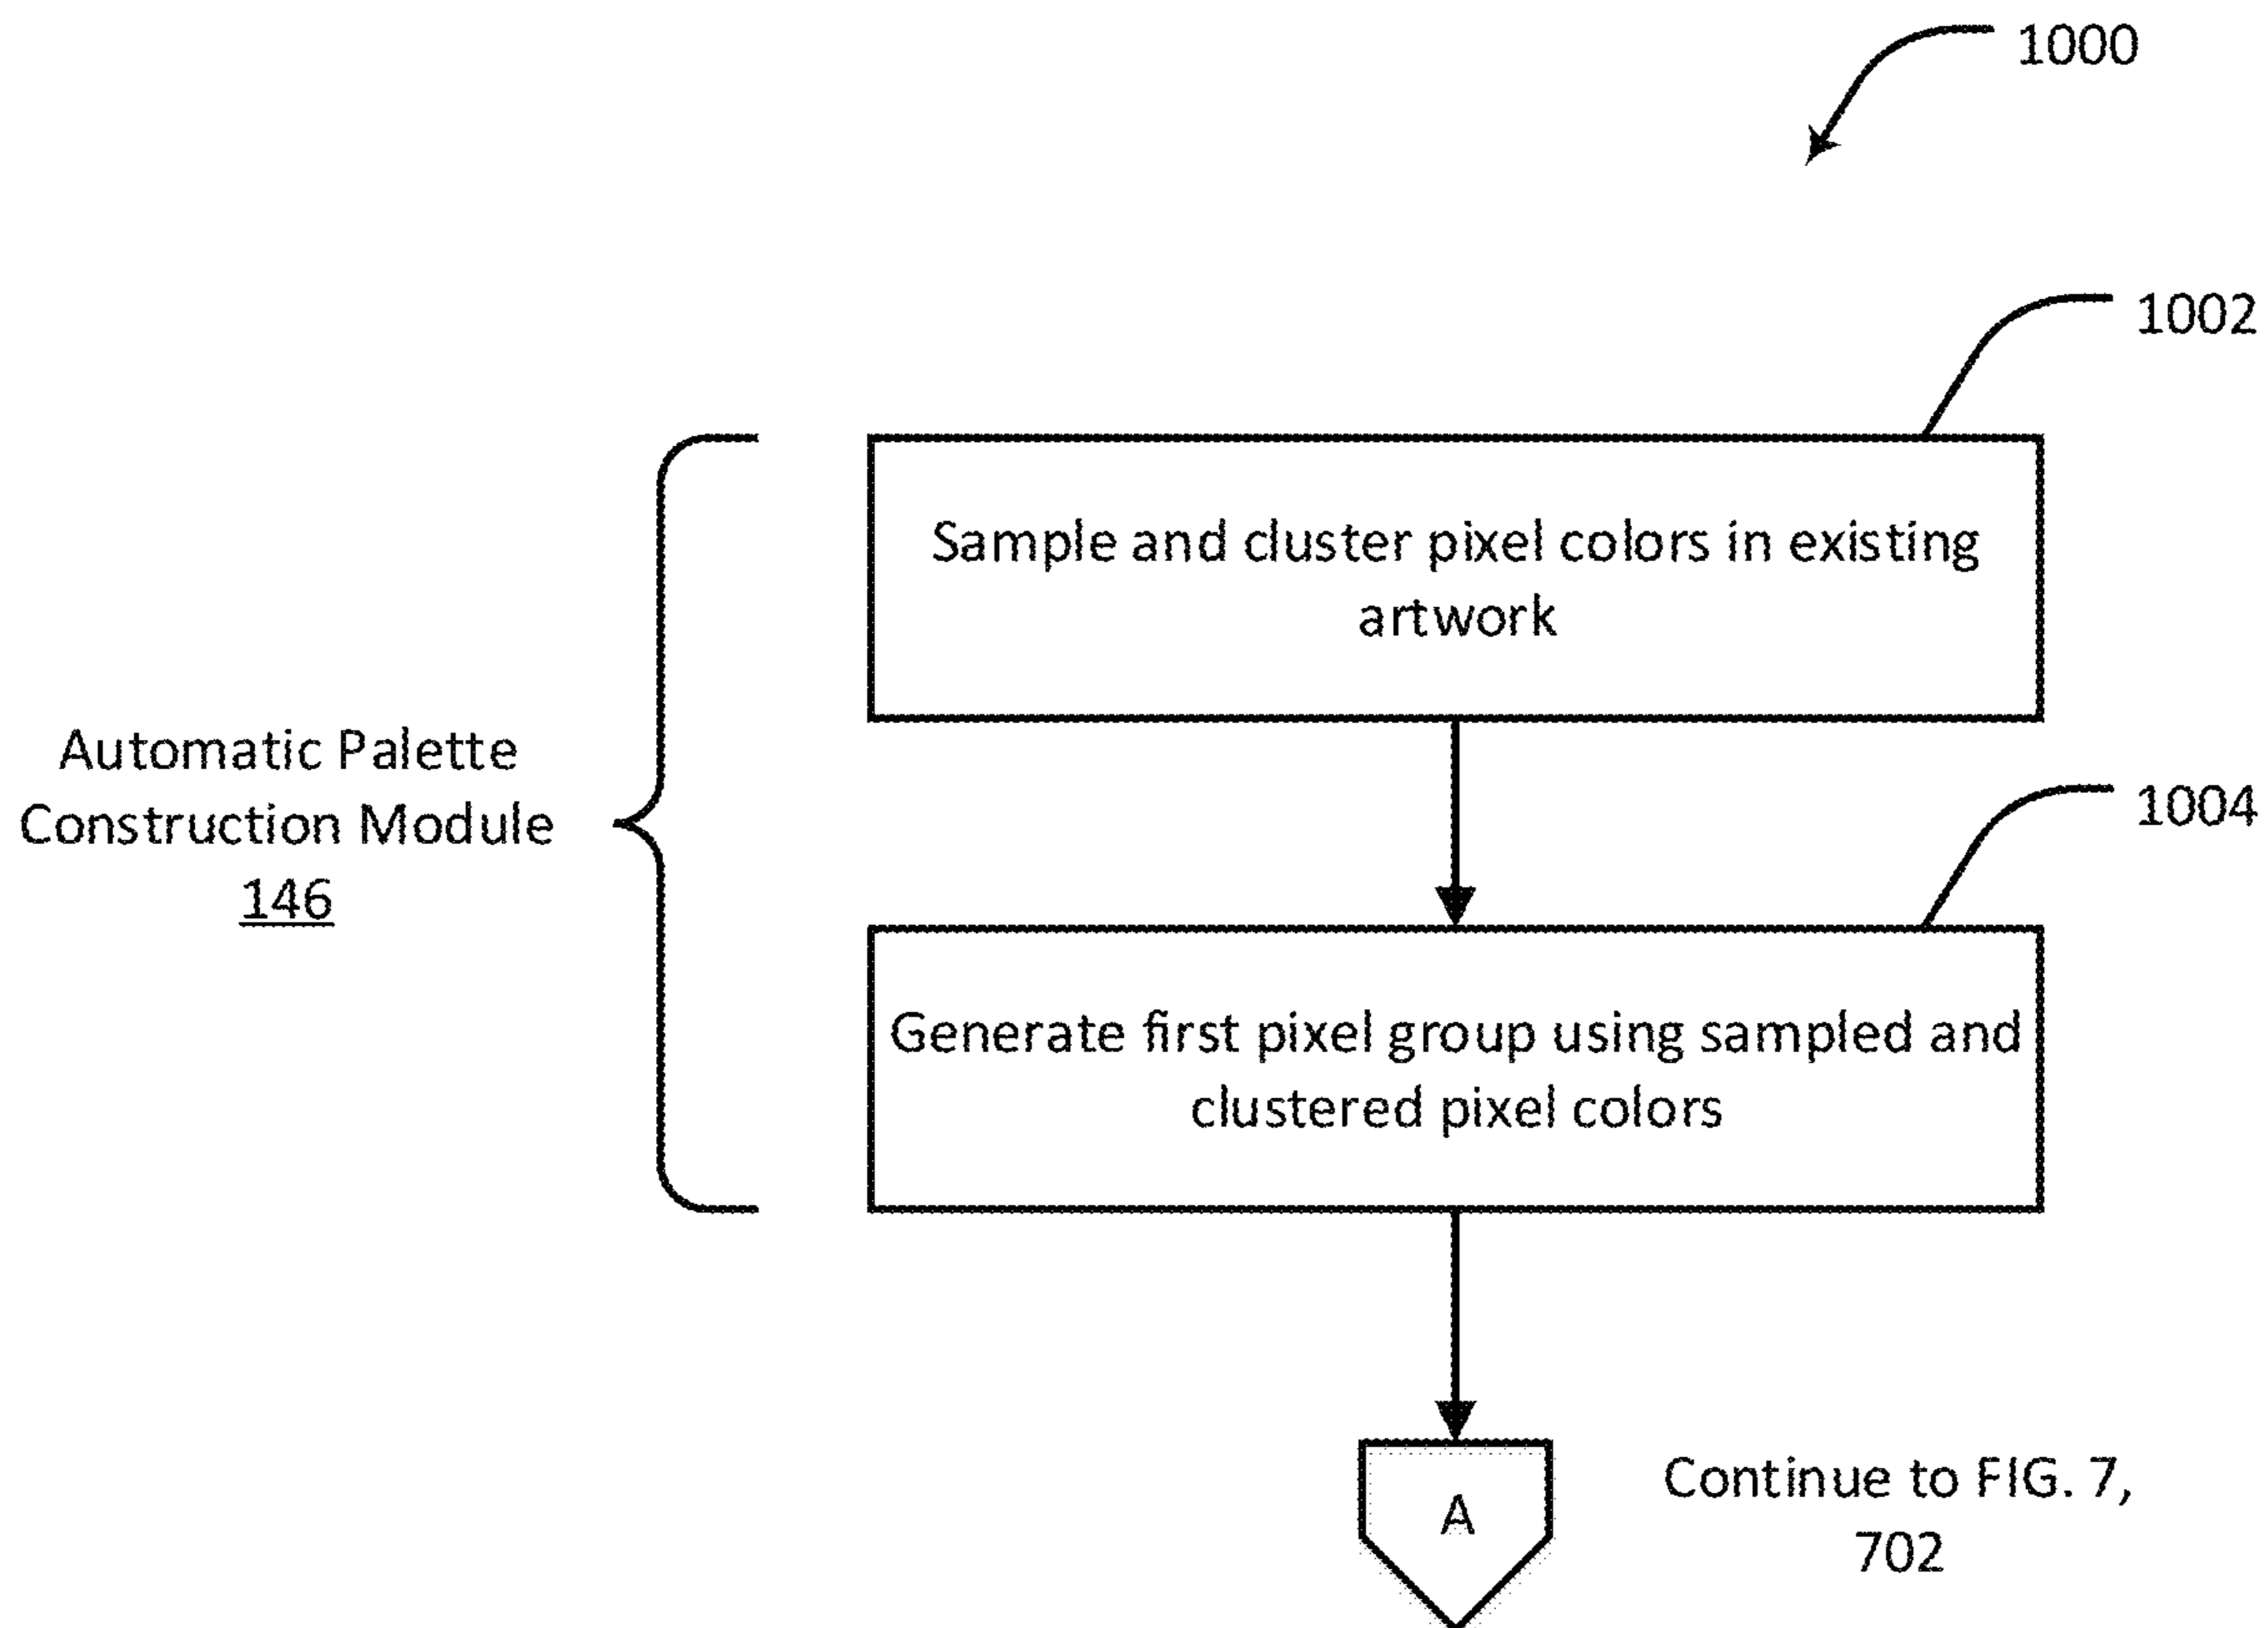 1000
1002
Sample and cluster pixel colors in existing
artwork
Automatic Palette
Construction Module
146
1004
Generate first pixel group using sampled and
clustered pixel colors
A
Continue to FIG. 7,
702